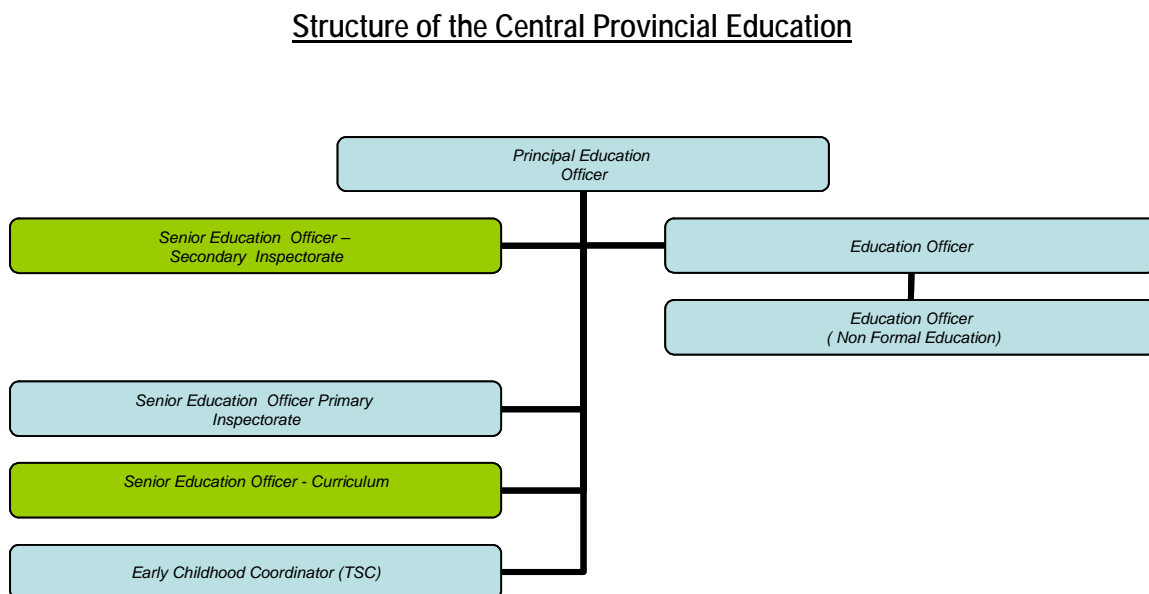 Structure of the Central Provincial Education
Principal Education
Officer
Senior Education Officer –
Secondary Inspectorate
Education Officer
Education Officer
( Non Formal Education)
Senior Education Officer Primary
Inspectorate
Senior Education Officer - Curriculum
Early Childhood Coordinator (TSC)